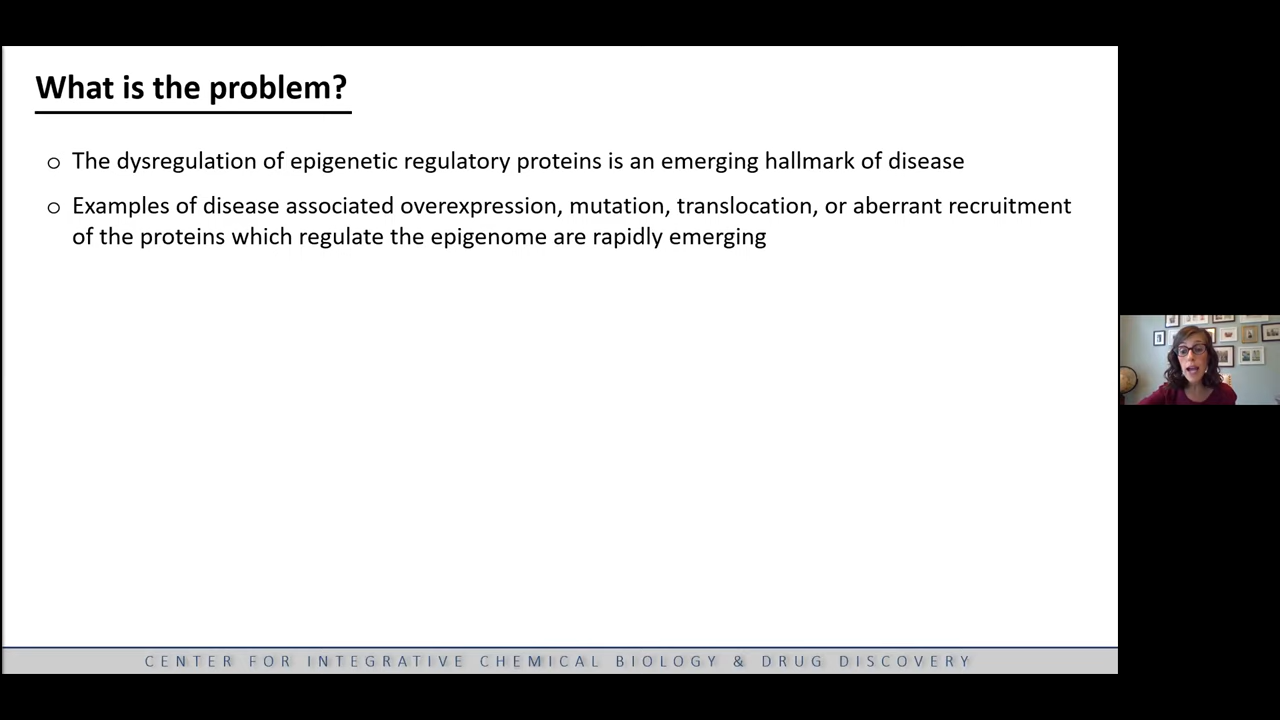 What is the problem?
o The dysregulation of epigenetic regulatory proteins is an emerging hallmark of disease
o Examples of disease associated overexpression, mutation, translocation, or aberrant recruitment
of the proteins which regulate the epigenome are rapidly emerging
CENTER FOR INTEGRATIVE CHEMICAL BIOLOGY & DRUG DISCOVERY